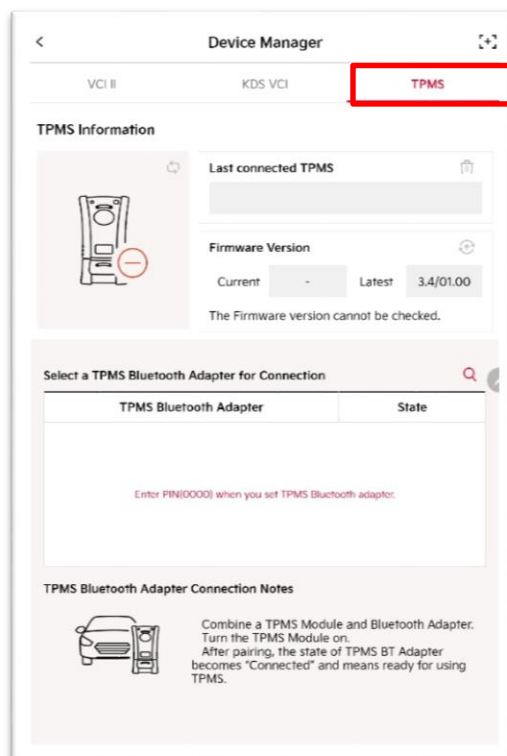 Device Manager
VCI II
KDS VCI
TPMS
TPMS Information
Last connected TPMS
Firmware Version
Current - Latest 3.4/01.00
The Firmware version cannot be checked.
Select a TPMS Bluetooth Adapter for Connection
TPMS Bluetooth Adapter
State
Enter PIN(0000) when you set TPMS Bluetooth adapter.
TPMS Bluetooth Adapter Connection Notes
Combine a TPMS Module and Bluetooth Adapter.
Turn the TPMS Module on.
After pairing, the state of TPMS BT Adapter
becomes "Connected" and means ready for using
TPMS.